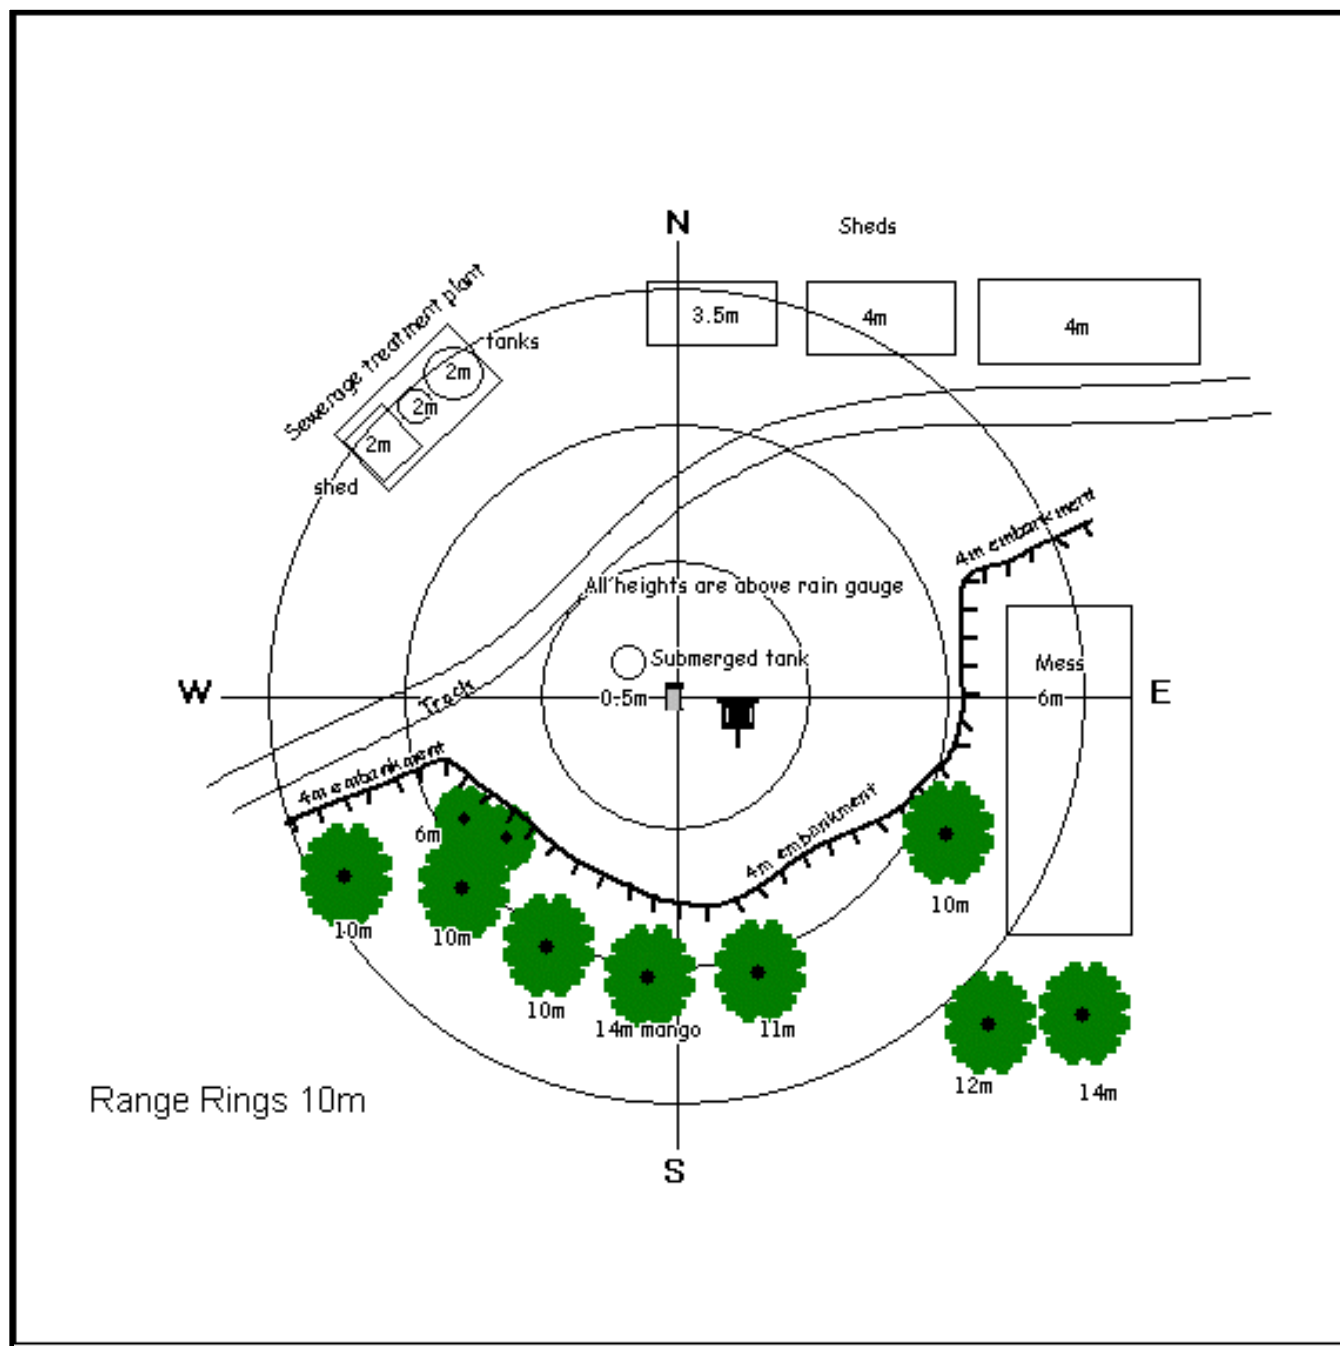 N
Sheds
Sewerage treatment plant
tanks
3.5m
4m
4m
2m
2m
2m
shed
4m embankment
All heights are above rain gauge
Submerged tank
Mess
W
0.5m
6m
E
Track
4m embankment
6m
4m embankment
10m
10m
10m
10m
14m mango
11m
12m
14m
Range Rings 10m
S